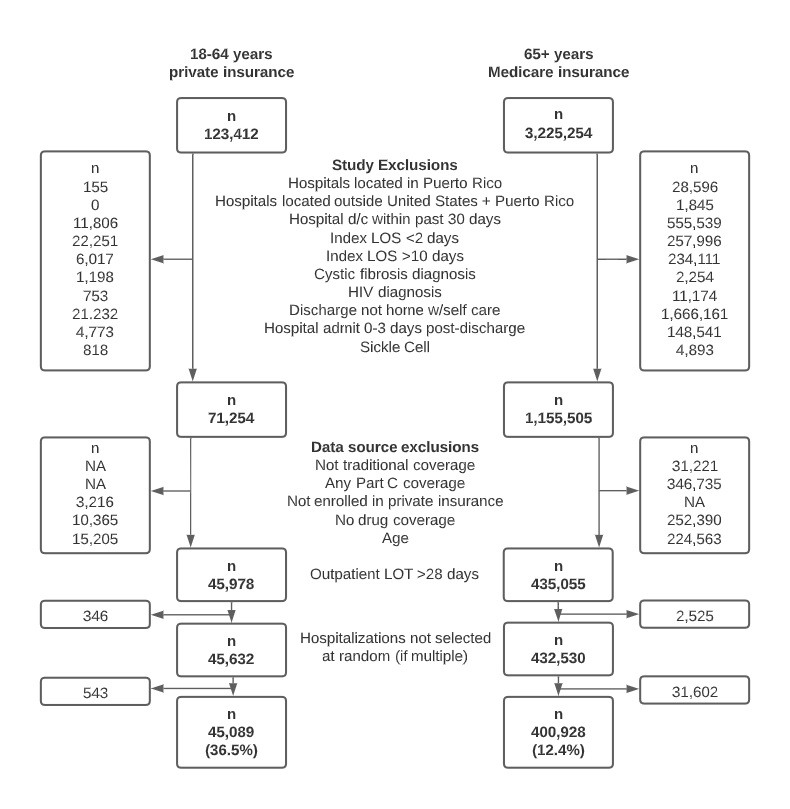 18-64 years
private insurance
65+ years
Medicare insurance
n
123,412
n
3,225,254
n
155
0
11,806
22,251
6,017
1,198
753
21.232
4,773
818
Study Exclusions
Hospitals located in Puerto Rico
Hospitals located outside United States + Puerto Rico
Hospital d/c within past 30 days
Index LOS <2 days
Index LOS >10 days
Cystic fibrosis diagnosis
HIV diagnosis
Discharge not home w/self care
Hospital admit 0-3 days post-discharge
Sickle Cell
n
28,596
1,845
555,539
257,996
234,111
2,254
11,174
1,666,161
148,541
4,893
n
71,254
n
1,155,505
n
NA
NA
3,216
10,365
15,205
Data source exclusions
Not traditional coverage
Any Part C coverage
Not enrolled in private insurance
No drug coverage
Age
n
31,221
346,735
NA
252,390
224,563
n
45,978
Outpatient LOT >28 days
n
435,055
346
2,525
n
45,632
Hospitalizations not selected
at random (if multiple)
n
432,530
543
31,602
n
45,089
(36.5%)
n
400,928
(12.4%)